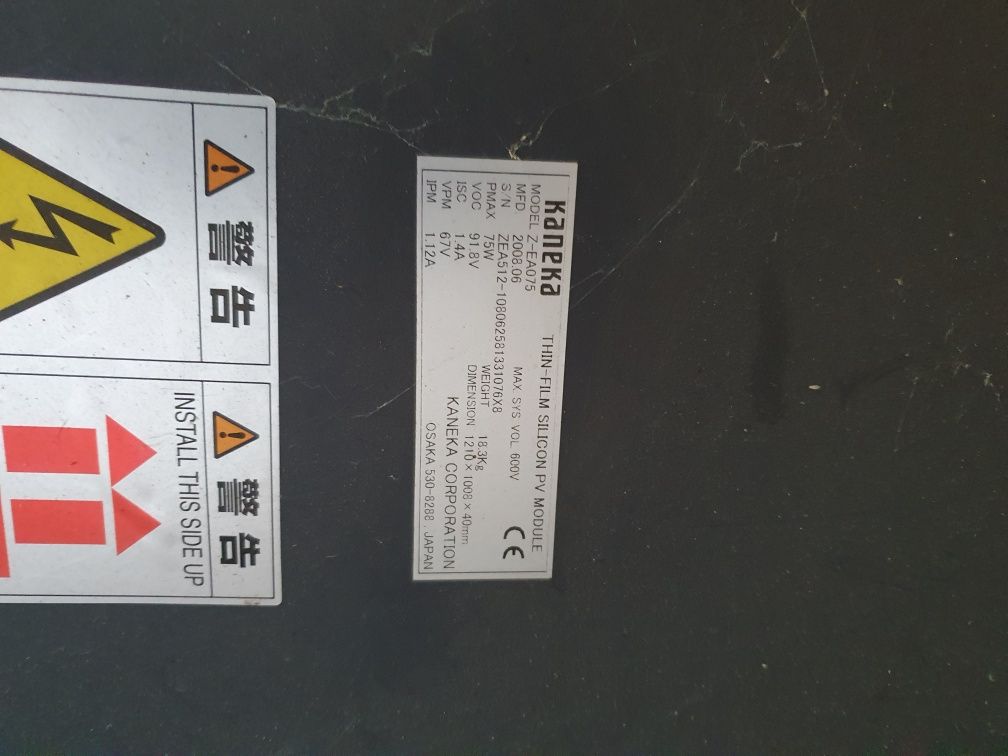 Kaneka THIN-FILM SILICON PV MODULE
MODEL Z-EA075
MFD 2008.06 MAX. SYS VOL 600V
S/N ZEA512-10806258133107​6X8
PMAX 75W WEIGHT 18.3Kg
VOC 91.8V DIMENSION 1210×1008×40mm
ISC 1.4A
VPM 67V KANEKA CORPORATION
IPM 1.12A OSAKA 530-8288, JAPAN
CE
警告
警告
INSTALL THIS SIDE UP